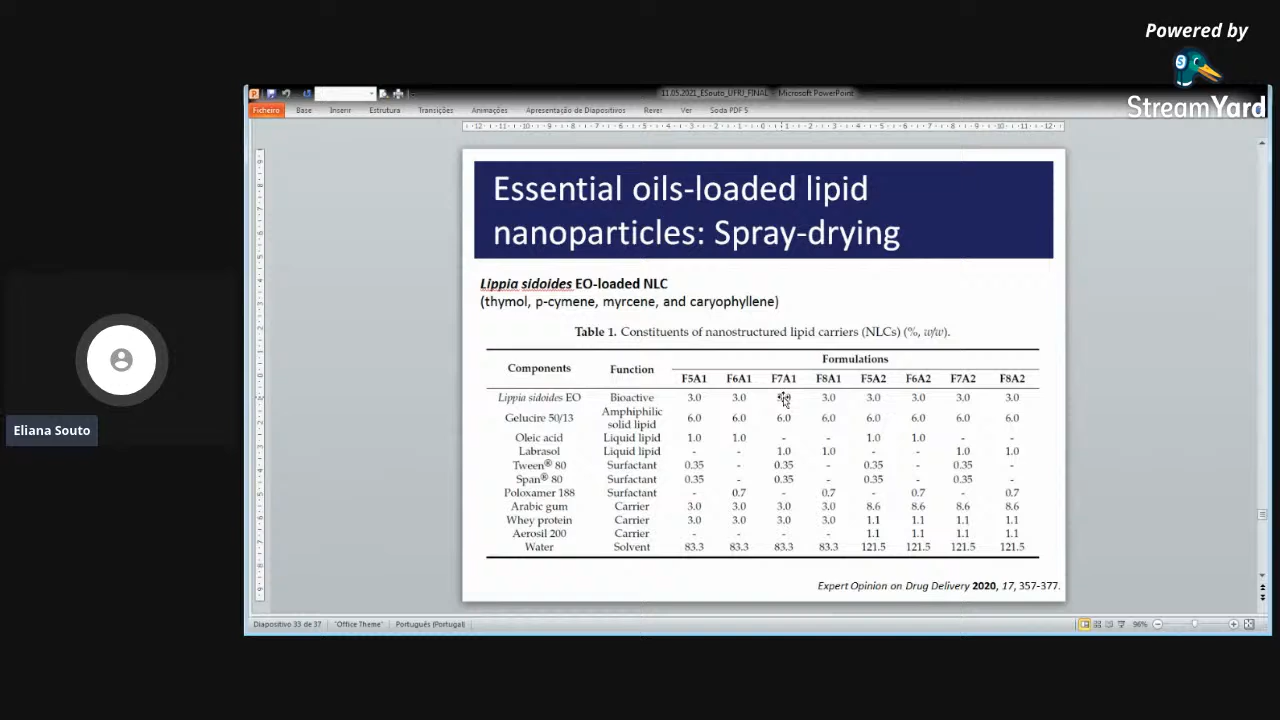 Powered by
StreamYard
11.05.2021_ESouto_UFRJ_FINAL - Microsoft PowerPoint
Ficheiro Base Inserir Estrutura Transições Animações Apresentação de Diapositivos Rever Ver Soda PDF 5
Essential oils-loaded lipid
nanoparticles: Spray-drying
Lippia sidoides EO-loaded NLC
(thymol, p-cymene, myrcene, and caryophyllene)
Table 1. Constituents of nanostructured lipid carriers (NLCs) (%, w/w).
Components Function Formulations
F5A1 F6A1 F7A1 F8A1 F5A2 F6A2 F7A2 F8A2
Lippia sidoides EO Bioactive 3.0 3.0 3.0 3.0 3.0 3.0 3.0
Gelucire 50/13 Amphiphilic solid lipid 6.0 6.0 6.0 6.0 6.0 6.0 6.0 6.0
Oleic acid Liquid lipid 1.0 1.0 - - 1.0 1.0 - -
Labrasol Liquid lipid - - 1.0 1.0 - - 1.0 1.0
Tween® 80 Surfactant 0.35 - 0.35 - 0.35 - 0.35 -
Span® 80 Surfactant 0.35 - 0.35 - 0.35 - 0.35 -
Poloxamer 188 Surfactant - 0.7 - 0.7 - 0.7 - 0.7
Arabic gum Carrier 3.0 3.0 3.0 3.0 8.6 8.6 8.6 8.6
Whey protein Carrier 3.0 3.0 3.0 3.0 1.1 1.1 1.1 1.1
Aerosil 200 Carrier - - - - 1.1 1.1 1.1 1.1
Water Solvent 83.3 83.3 83.3 83.3 121.5 121.5 121.5 121.5
Expert Opinion on Drug Delivery 2020, 17, 357-377.
Eliana Souto
Diapositivo 33 de 37 "Office Theme" Português (Portugal) 96%